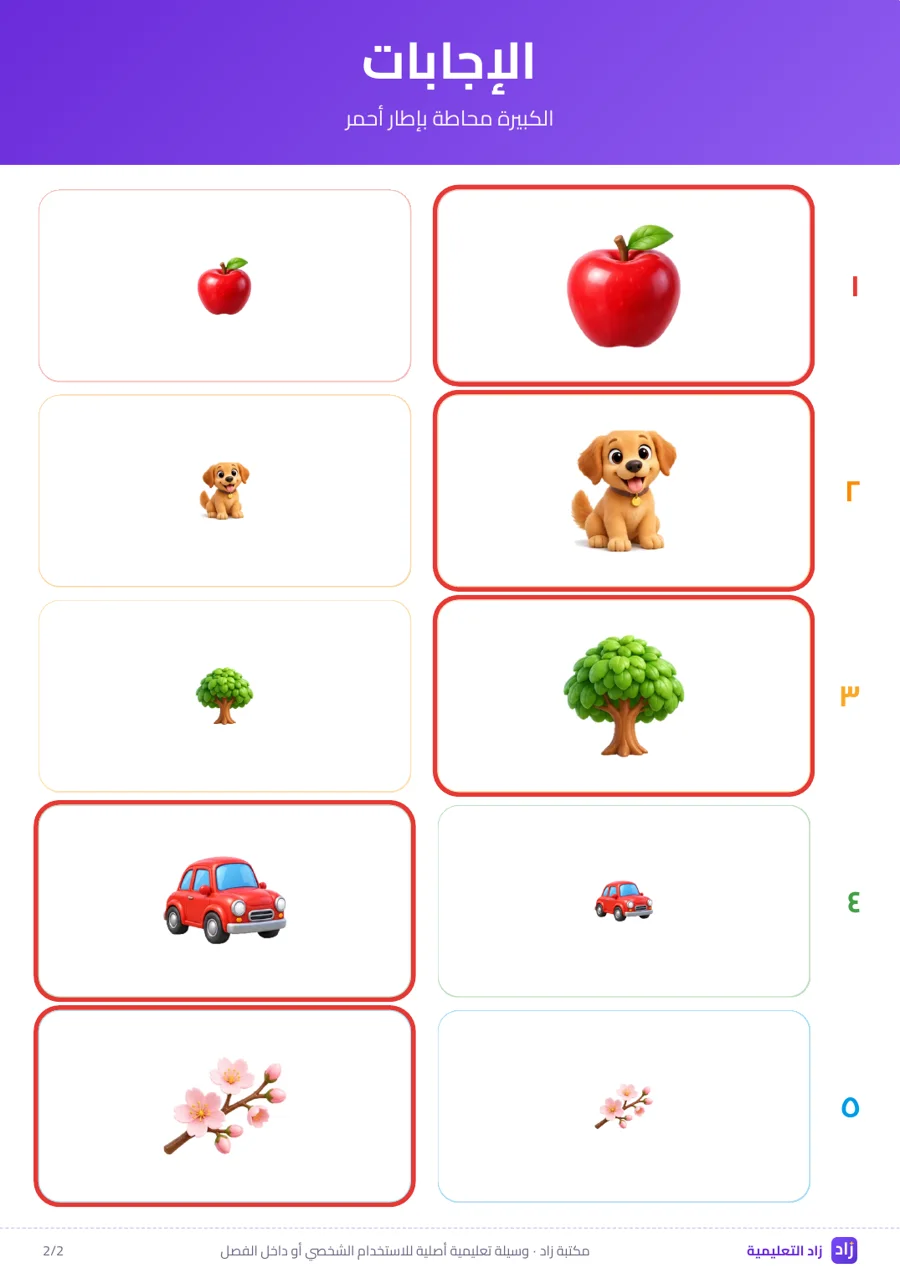 الإجابات
الكبيرة محاطة بإطار أحمر
١
٢
٣
٤
٥
زاد زاد التعليمية
مكتبة زاد · وسيلة تعليمية أصلية للاستخدام الشخصي أو داخل الفصل
2/2